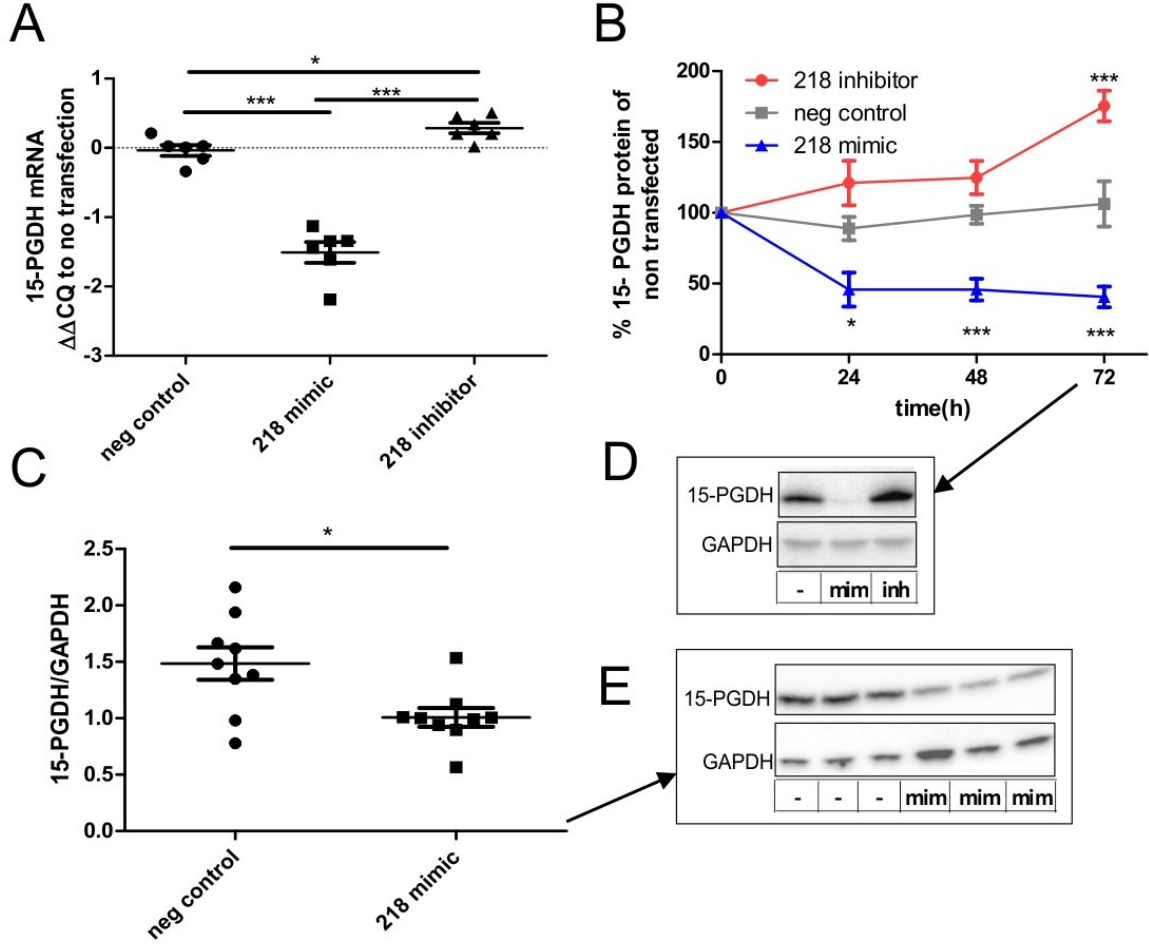 A
*
***
***
1
0
-1
-2
-3
15-PGDH mRNA
ΔΔCQ to no transfection
neg control
218 mimic
218 inhibitor
B
200
150
100
50
0
% 15- PGDH protein of
non transfected
218 inhibitor
neg control
218 mimic
***
*
***
***
0
24
48
72
time(h)
C
*
2.5
2.0
1.5
1.0
0.5
0.0
15-PGDH/GAPDH
neg control
218 mimic
D
15-PGDH
GAPDH
- mim inh
E
15-PGDH
GAPDH
- - - mim mim mim